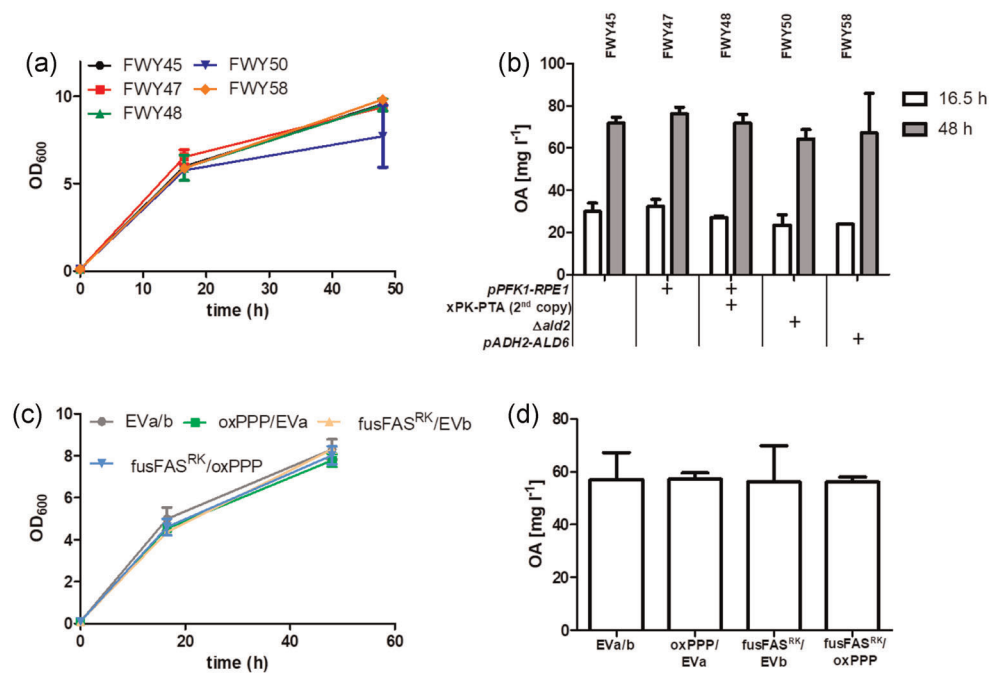 (a)
FWY45
FWY47
FWY48
FWY50
FWY58
OD600
10
5
0
0 10 20 30 40 50
time (h)
(b)
FWY45 FWY47 FWY48 FWY50 FWY58
16.5 h
48 h
OA [mg l-1]
100
80
60
40
20
0
pPFK1-RPE1 + +
xPK-PTA (2nd copy) +
Δald2 +
pADH2-ALD6 +
(c)
EVa/b oxPPP/EVa fusFASRK/EVb
fusFASRK/oxPPP
OD600
10
8
6
4
2
0
0 20 40 60
time (h)
(d)
OA [mg l-1]
80
60
40
20
0
EVa/b oxPPP/EVa fusFASRK/EVb fusFASRK/oxPPP